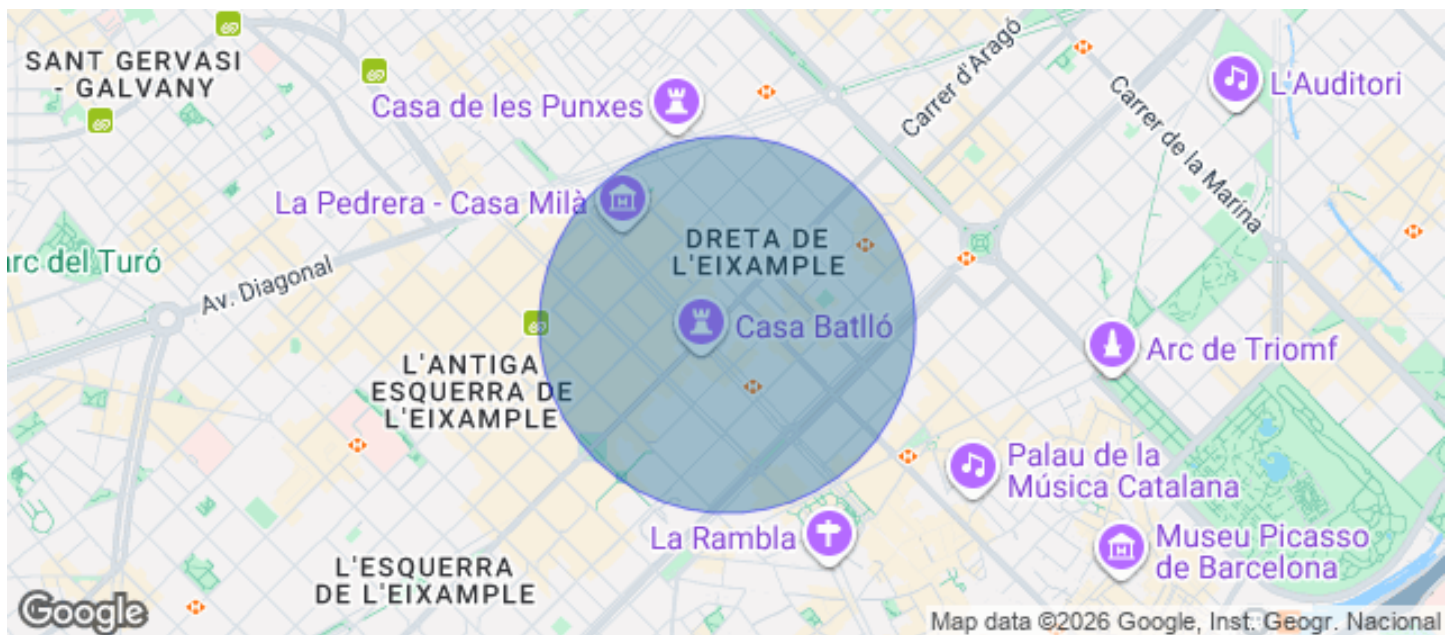 SANT GERVASI
- GALVANY
Casa de les Punxes
Carrer d'Aragó
L'Auditori
Carrer de la Marina
La Pedrera - Casa Milà
DRETA DE
L'EIXAMPLE
arc del Turó
Av. Diagonal
Casa Batlló
Arc de Triomf
L'ANTIGA
ESQUERRA DE
L'EIXAMPLE
Palau de la
Música Catalana
La Rambla
Museu Picasso
de Barcelona
L'ESQUERRA
DE L'EIXAMPLE
Google
Map data ©2026 Google, Inst. Geogr. Nacional